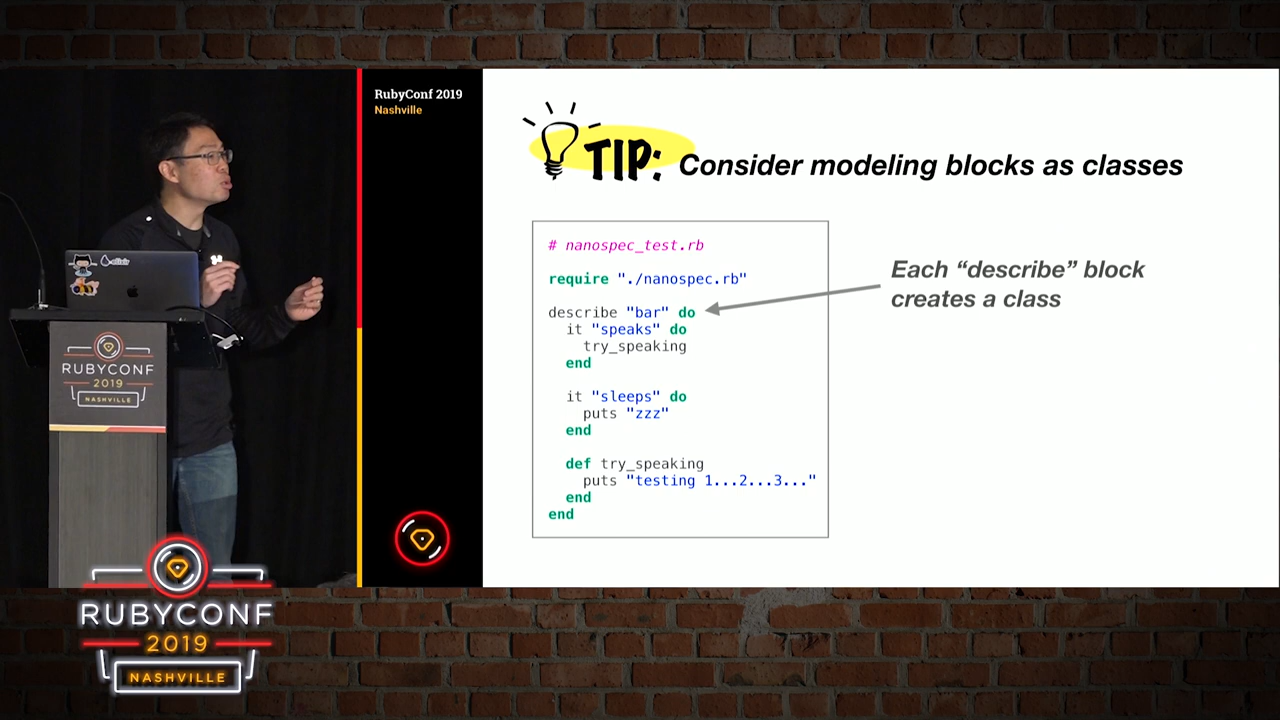 RubyConf 2019
Nashville
TIP: Consider modeling blocks as classes
# nanospec_test.rb
require "./nanospec.rb"
describe "bar" do
it "speaks" do
try_speaking
end
it "sleeps" do
puts "zzz"
end
def try_speaking
puts "testing 1...2...3..."
end
end
Each “describe” block
creates a class
elixir
RUBYCONF
2019
NASHVILLE
RUBYCONF
2019
NASHVILLE